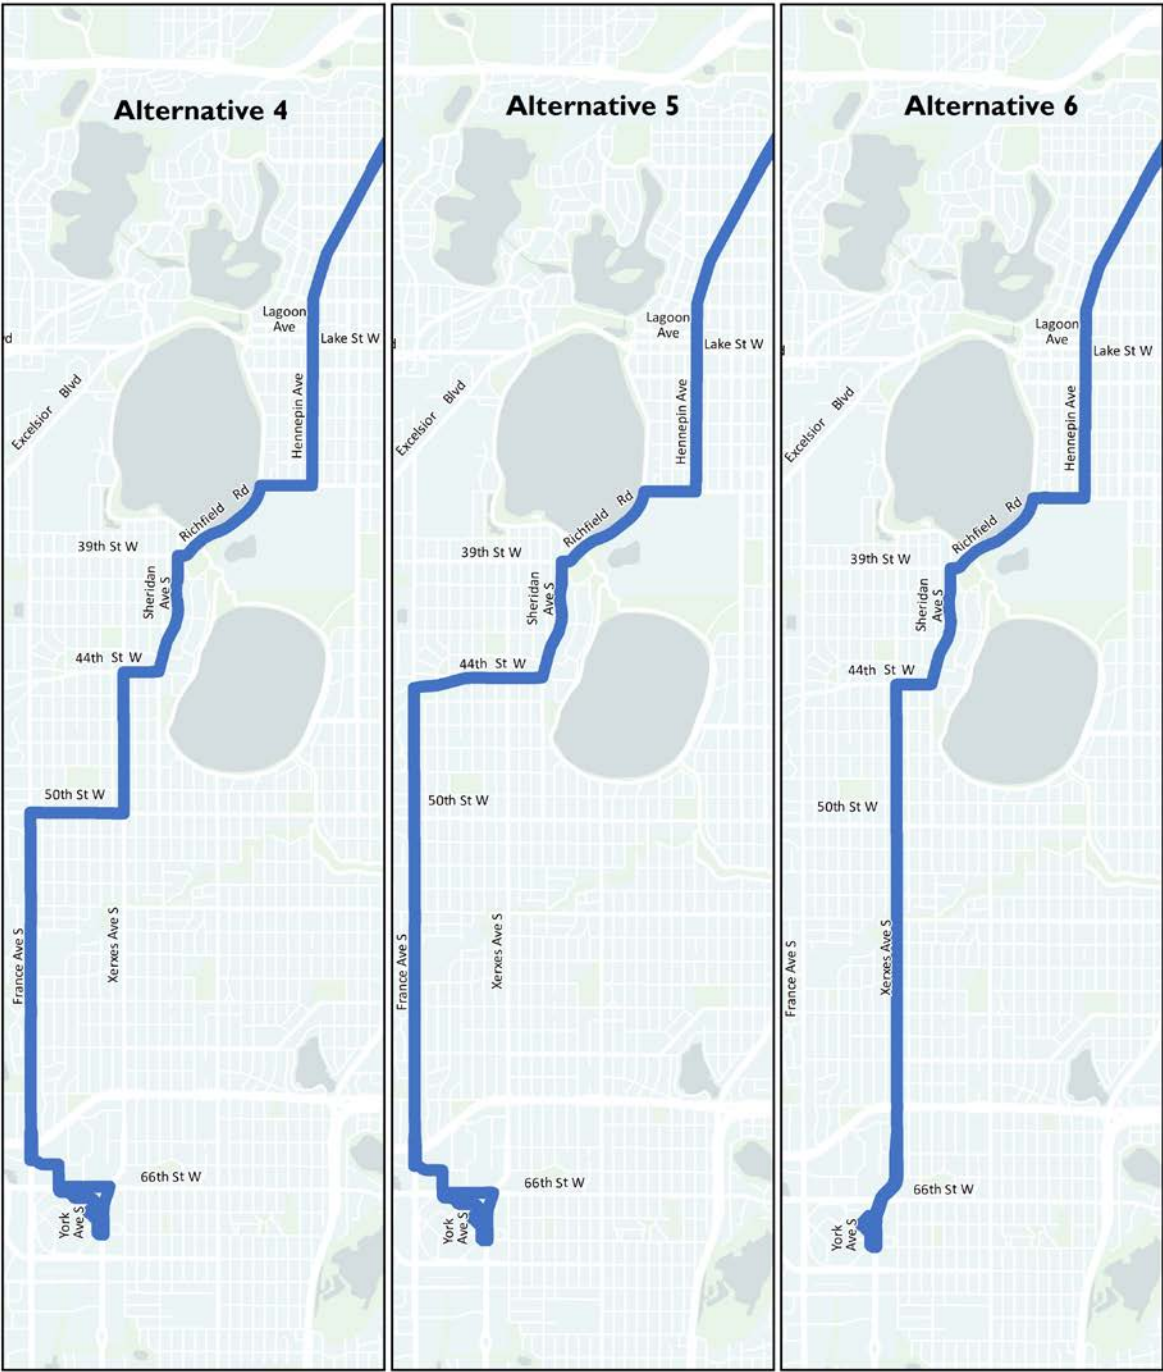 Alternative 4
Lagoon
Ave
rd
Lake St W
Excelsior Blvd
Hennepin Ave
Richfield Rd
39th St W
Sheridan
Ave S
44th St W
50th St W
France Ave S
Xerxes Ave S
66th St W
York
Ave S
Alternative 5
Lagoon
Ave
d
Lake St W
Excelsior Blvd
Hennepin Ave
Richfield Rd
39th St W
Sheridan
Ave S
44th St W
50th St W
France Ave S
Xerxes Ave S
66th St W
York
Ave S
Alternative 6
Lagoon
Ave
d
Lake St W
Excelsior Blvd
Hennepin Ave
Richfield Rd
39th St W
Sheridan
Ave S
44th St W
50th St W
France Ave S
Xerxes Ave S
66th St W
York
Ave S